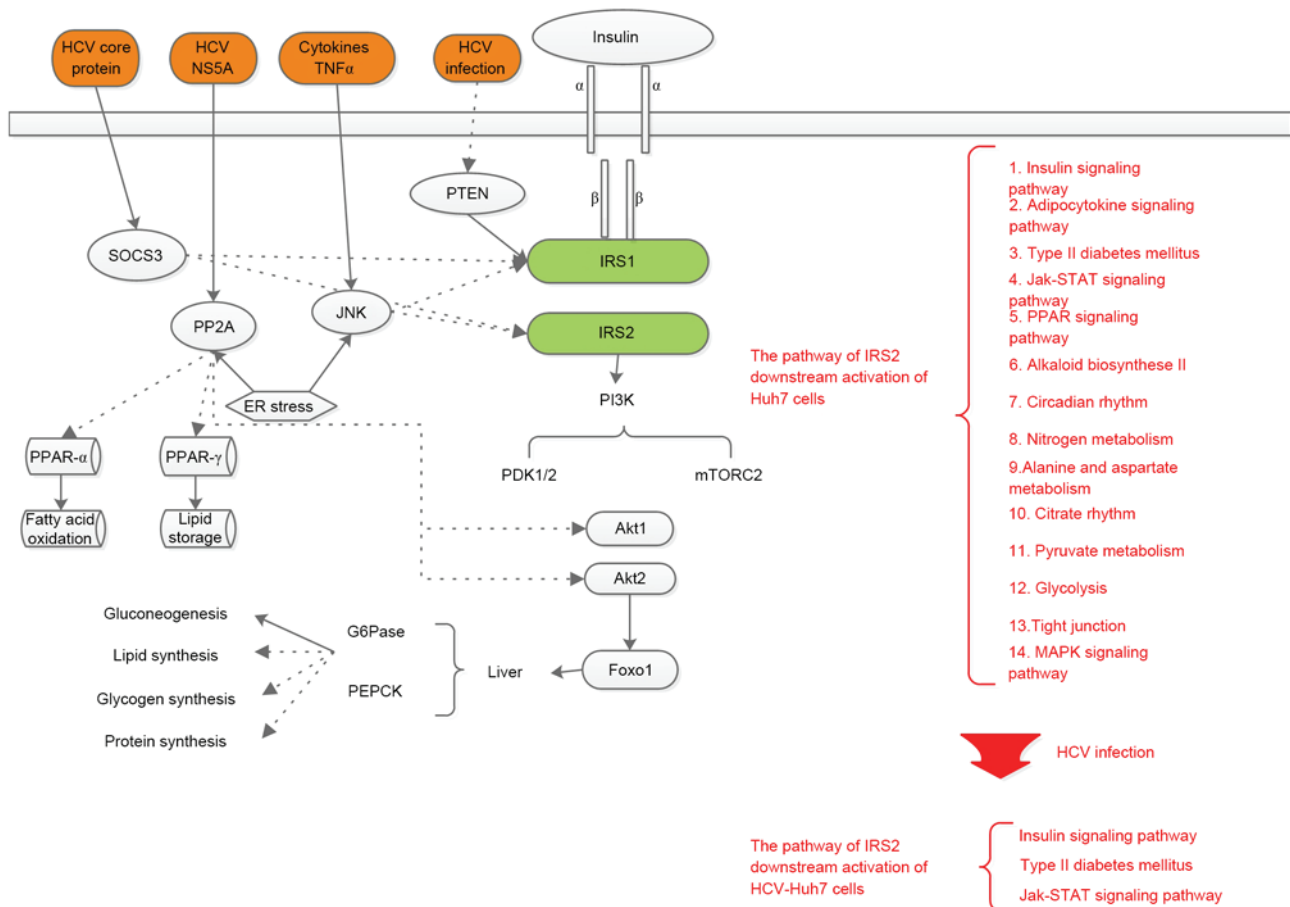 HCV core
protein
HCV
NS5A
Cytokines
TNFα
HCV
infection
Insulin
α
α
β
β
PTEN
SOCS3
IRS1
PP2A
JNK
IRS2
ER stress
PI3K
PPAR-α
PPAR-γ
PDK1/2
mTORC2
Fatty acid
oxidation
Lipid
storage
Akt1
Akt2
Gluconeogenesis
G6Pase
Lipid synthesis
Liver
Foxo1
Glycogen synthesis
PEPCK
Protein synthesis
The pathway of IRS2
downstream activation of
Huh7 cells
1. Insulin signaling
pathway
2. Adipocytokine signaling
pathway
3. Type II diabetes mellitus
4. Jak-STAT signaling
pathway
5. PPAR signaling
pathway
6. Alkaloid biosynthese II
7. Circadian rhythm
8. Nitrogen metabolism
9.Alanine and aspartate
metabolism
10. Citrate rhythm
11. Pyruvate metabolism
12. Glycolysis
13.Tight junction
14. MAPK signaling
pathway
HCV infection
The pathway of IRS2
downstream activation of
HCV-Huh7 cells
Insulin signaling pathway
Type II diabetes mellitus
Jak-STAT signaling pathway